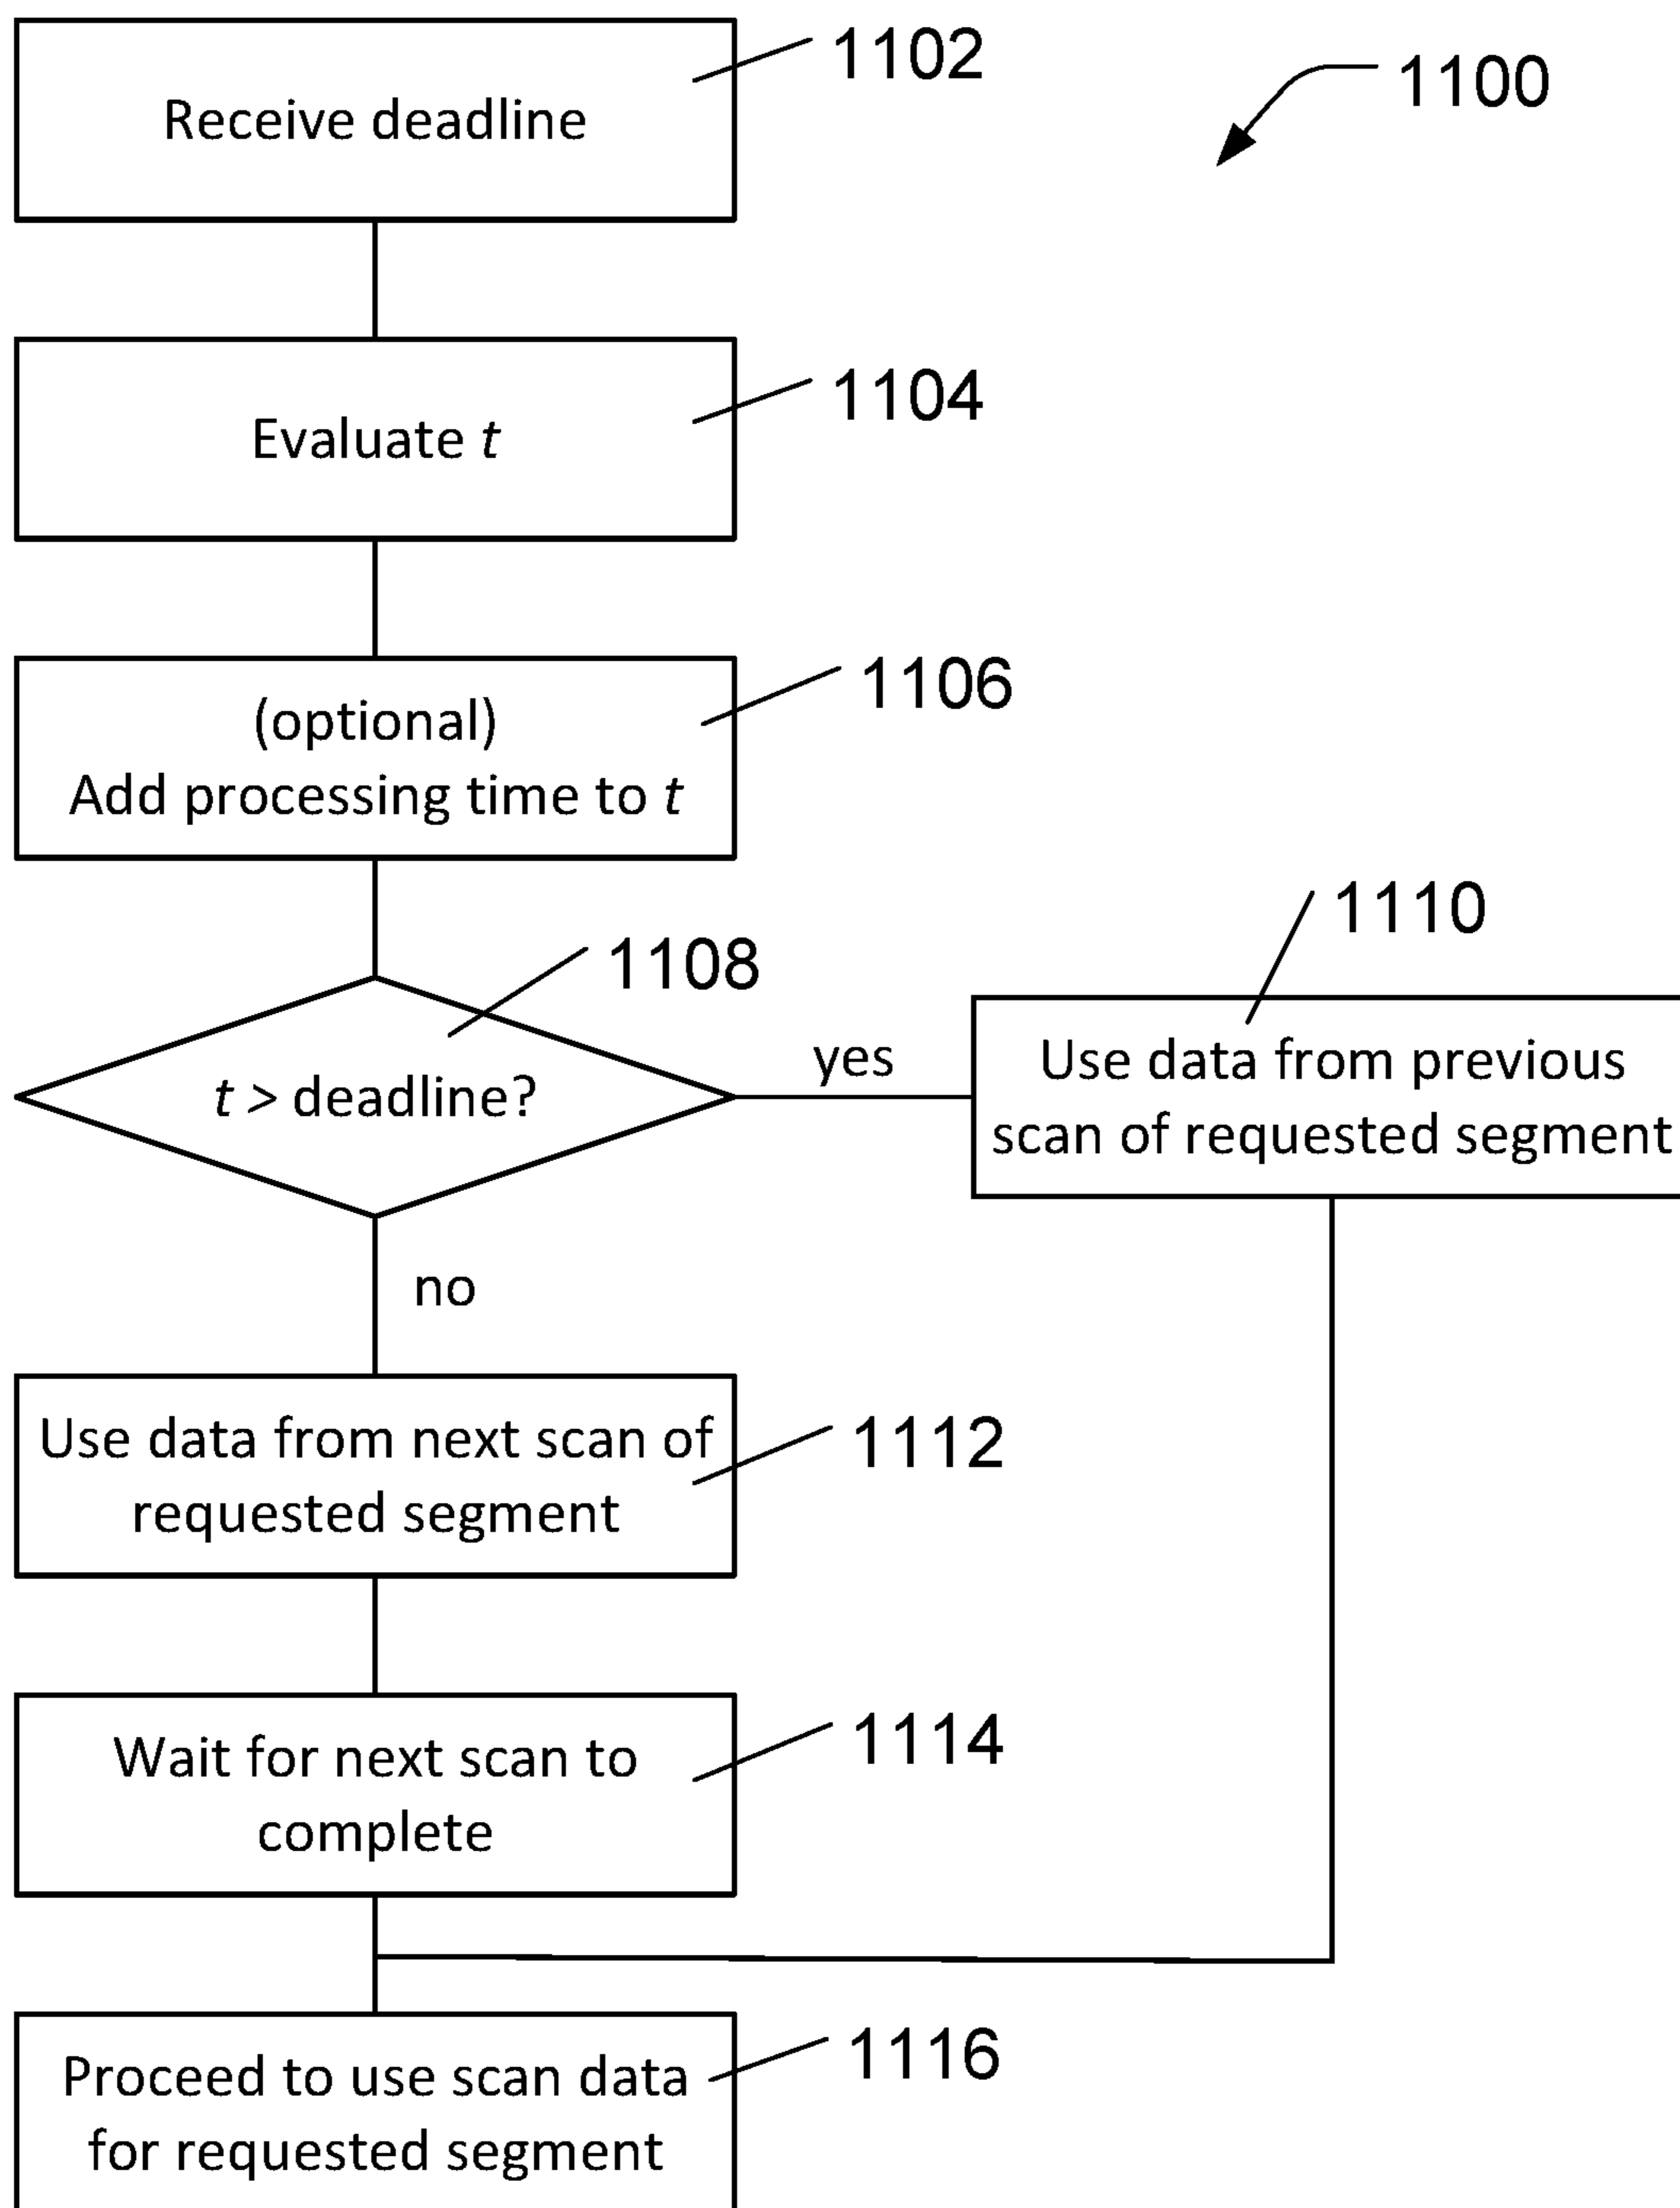 1102
1100
Receive deadline
1104
Evaluate t
1106
(optional)
Add processing time to t
1110
1108
yes
Use data from previous
scan of requested segment
t > deadline?
no
Use data from next scan of
requested segment
1112
1114
Wait for next scan to
complete
1116
Proceed to use scan data
for requested segment